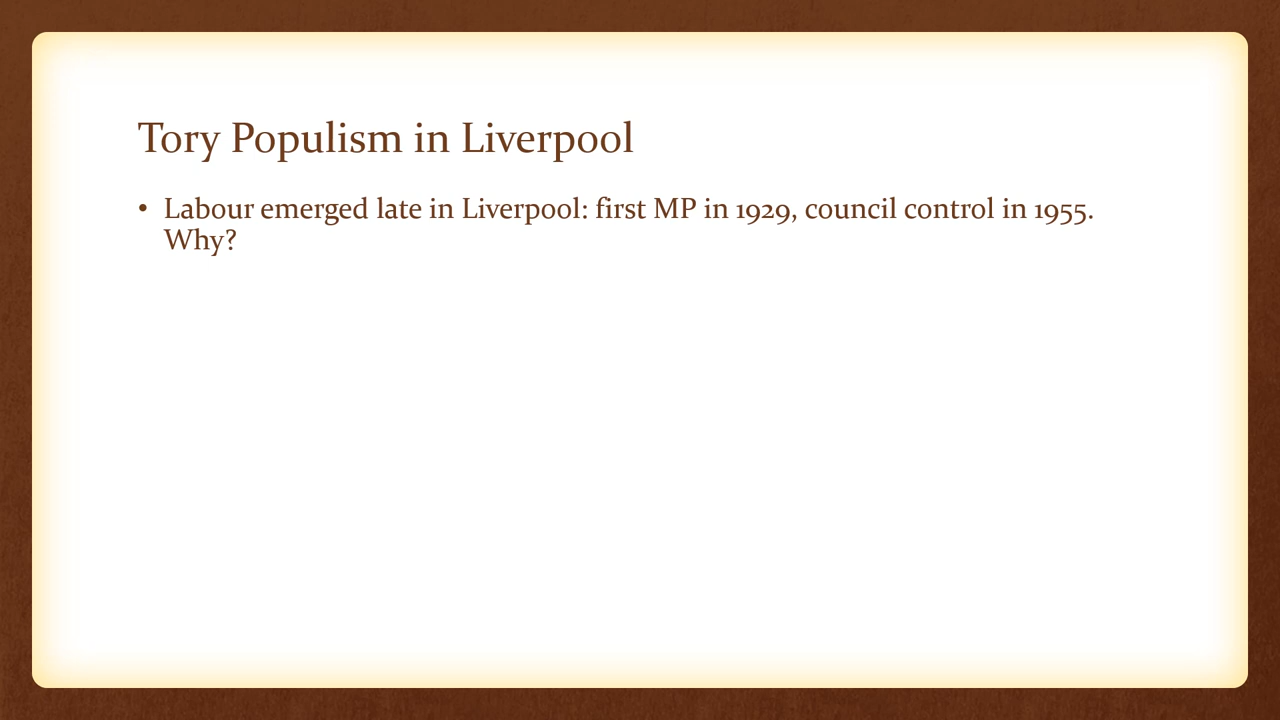 Tory Populism in Liverpool
• Labour emerged late in Liverpool: first MP in 1929, council control in 1955.
Why?